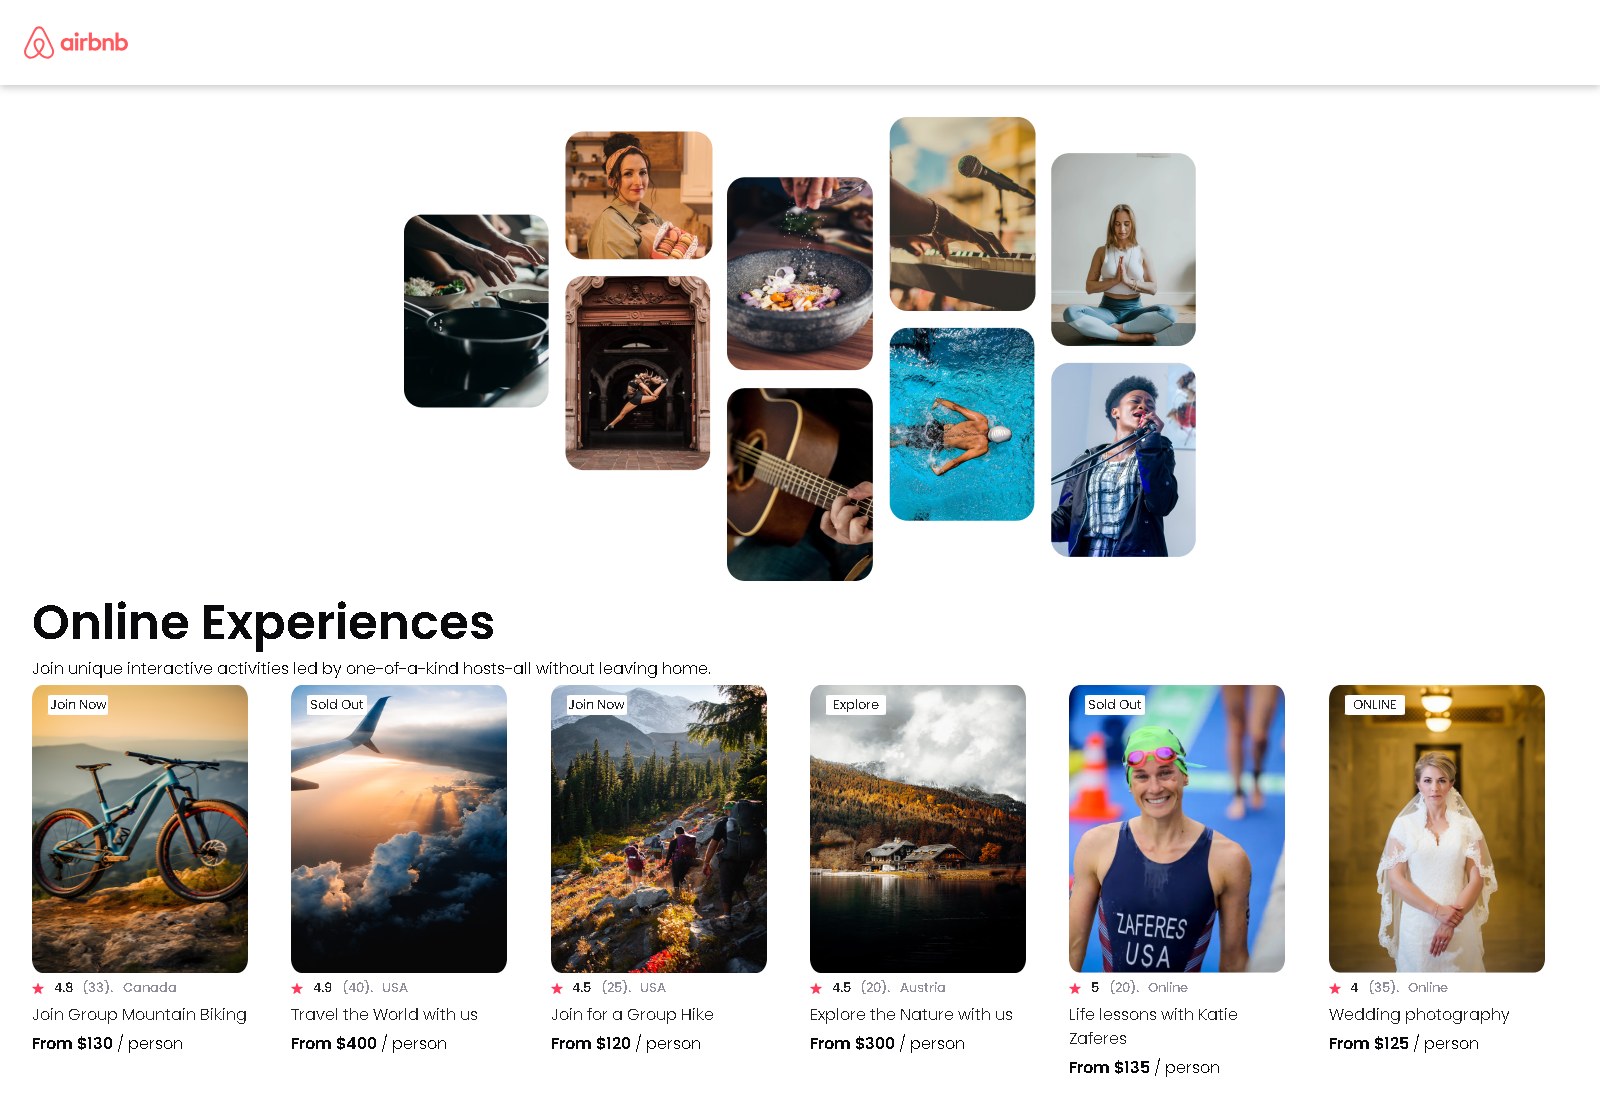 airbnb
Online Experiences
Join unique interactive activities led by one-of-a-kind hosts-all without leaving home.
Join Now
4.8 (33). Canada
Join Group Mountain Biking
From $130 / person
Sold Out
4.9 (40). USA
Travel the World with us
From $400 / person
Join Now
4.5 (25). USA
Join for a Group Hike
From $120 / person
Explore
4.5 (20). Austria
Explore the Nature with us
From $300 / person
Sold Out
ZAFERES
USA
5 (20). Online
Life lessons with Katie
Zaferes
From $135 / person
ONLINE
4 (35). Online
Wedding photography
From $125 / person